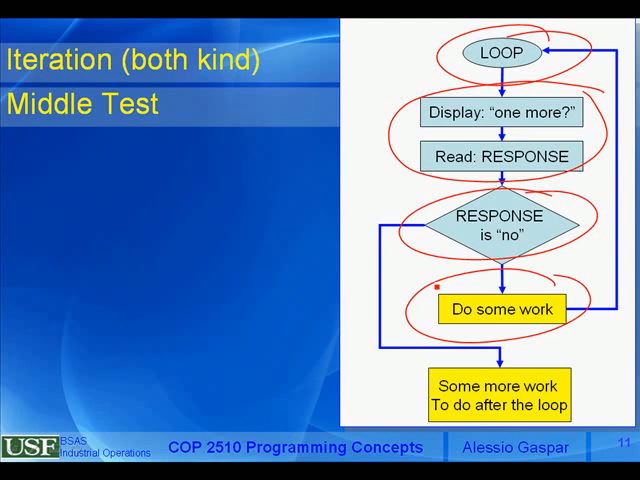 Iteration (both kind)
Middle Test
LOOP
Display: “one more?”
Read: RESPONSE
RESPONSE
is “no”
Do some work
Some more work
To do after the loop
USF
BSAS
Industrial Operations
COP 2510 Programming Concepts
Alessio Gaspar
11